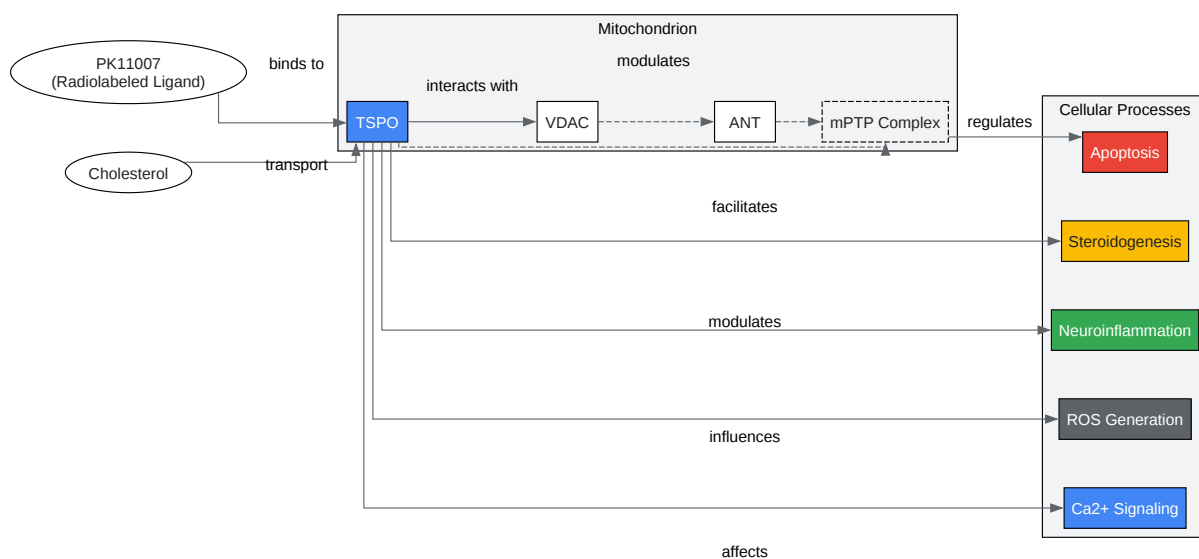 Mitochondrion
modulates
PK11007
(Radiolabeled Ligand)
binds to
interacts with
TSPO
VDAC
ANT
mPTP Complex
regulates
Cellular Processes
Apoptosis
Cholesterol
transport
facilitates
Steroidogenesis
modulates
Neuroinflammation
influences
ROS Generation
Ca2+ Signaling
affects